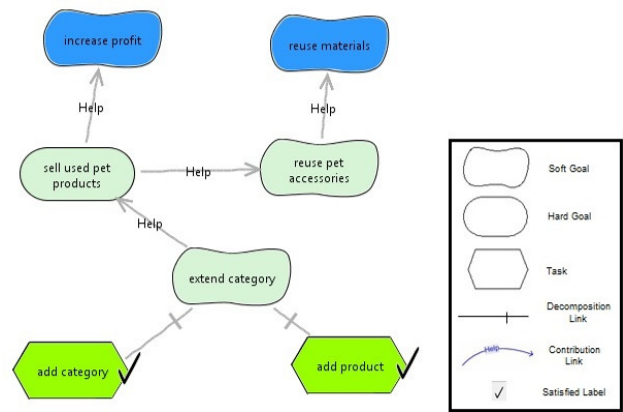 increase profit
reuse materials
Help
Help
sell used pet
products
Help
reuse pet
accessories
Help
extend category
add category
add product
Soft Goal
Hard Goal
Task
Decomposition
Link
Help
Contribution
Link
Satisfied Label